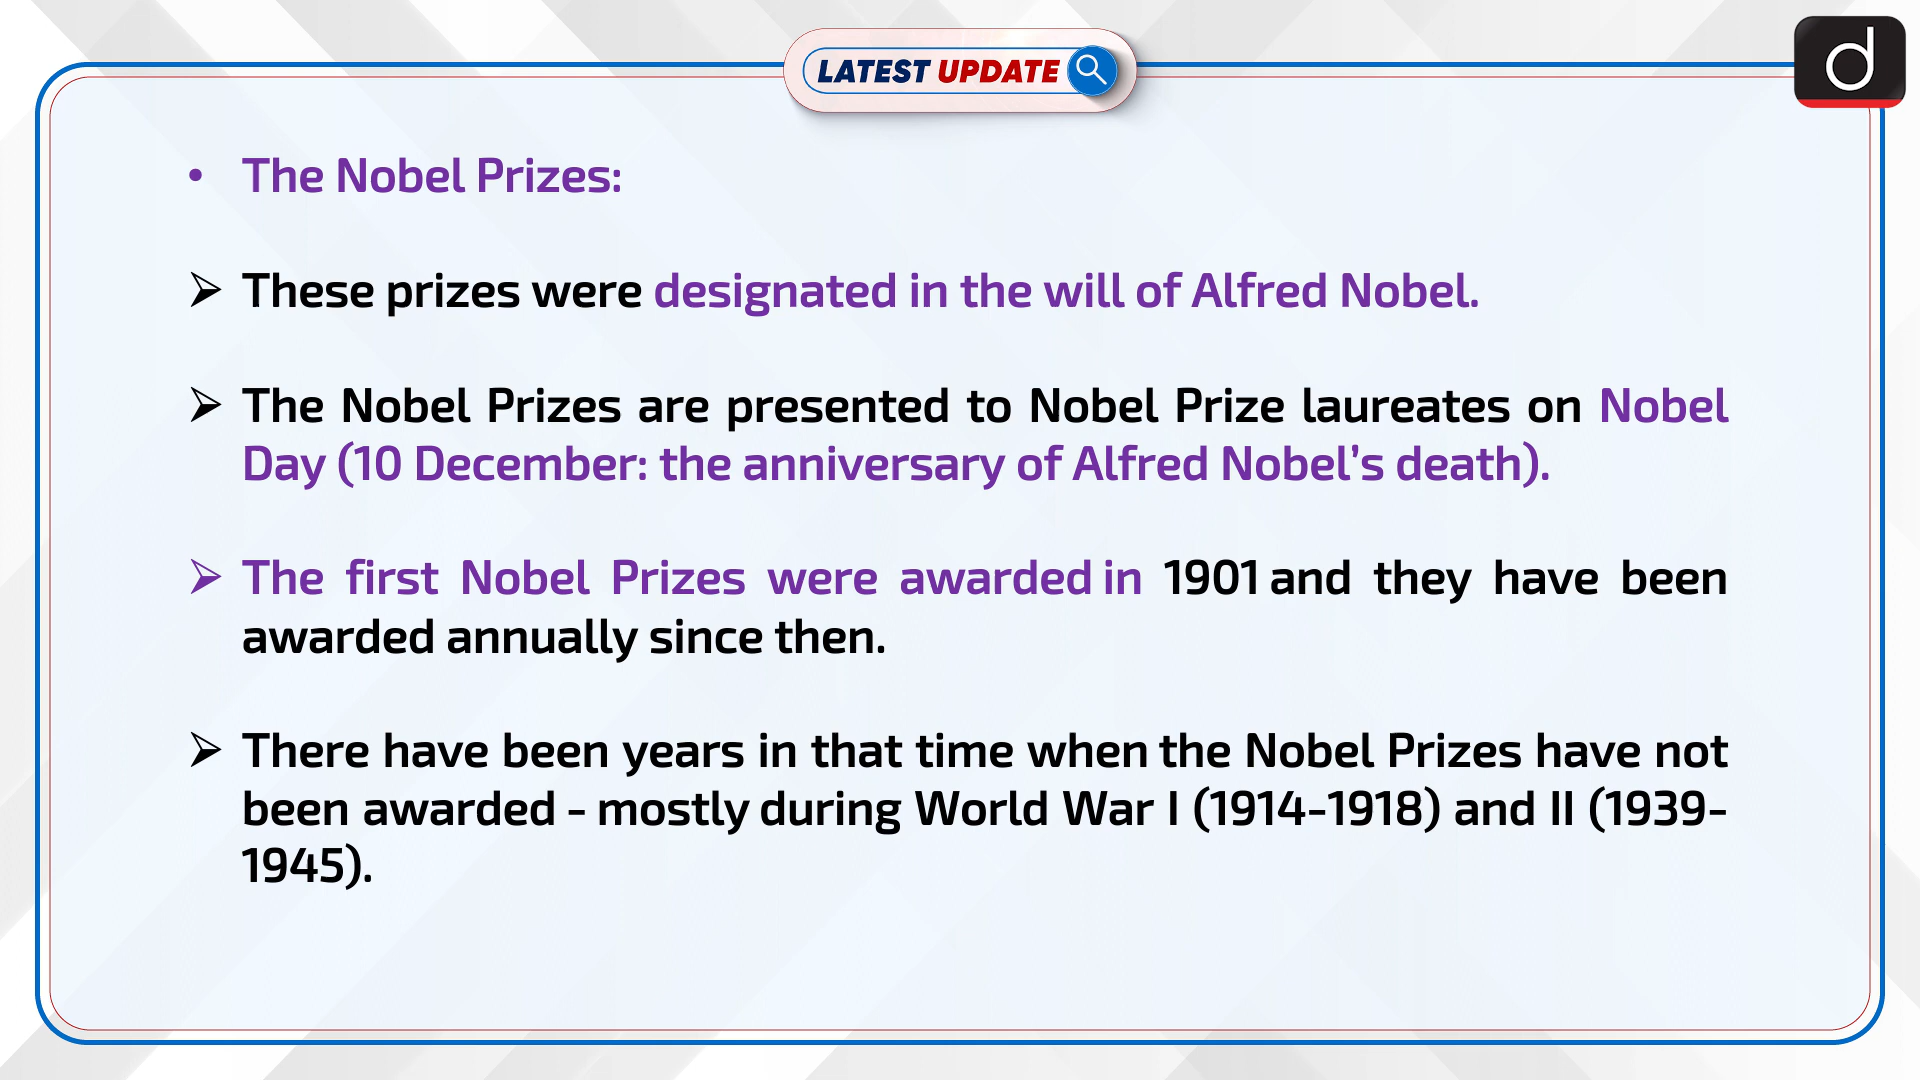 LATEST UPDATE
d
• The Nobel Prizes:
➢ These prizes were designated in the will of Alfred Nobel.
➢ The Nobel Prizes are presented to Nobel Prize laureates on Nobel
Day (10 December: the anniversary of Alfred Nobel’s death).
➢ The first Nobel Prizes were awarded in 1901 and they have been
awarded annually since then.
➢ There have been years in that time when the Nobel Prizes have not
been awarded - mostly during World War I (1914-1918) and II (1939-
1945).